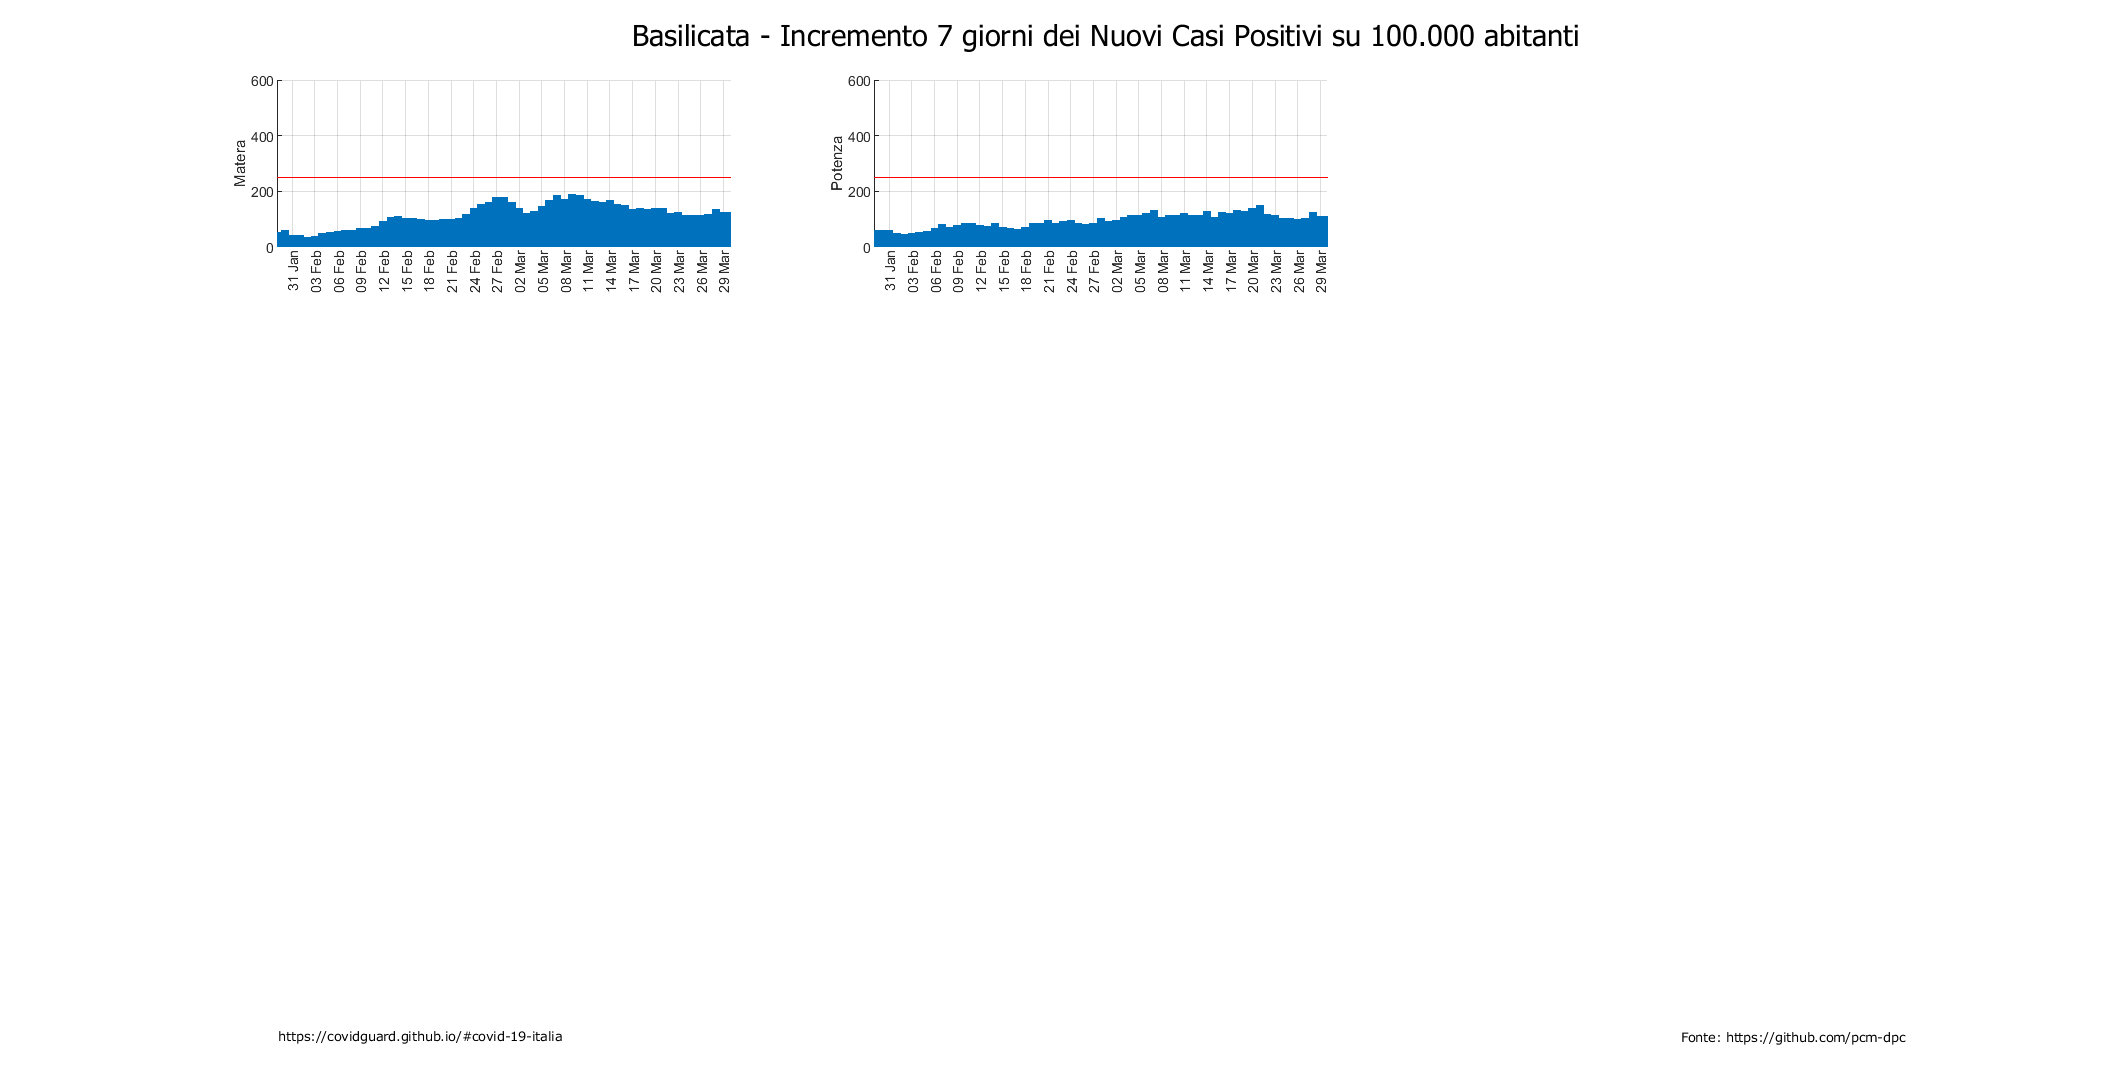 Basilicata - Incremento 7 giorni dei Nuovi Casi Positivi su 100.000 abitanti
Matera
600
400
200
0
31 Jan
03 Feb
06 Feb
09 Feb
12 Feb
15 Feb
18 Feb
21 Feb
24 Feb
27 Feb
02 Mar
05 Mar
08 Mar
11 Mar
14 Mar
17 Mar
20 Mar
23 Mar
26 Mar
29 Mar
Potenza
600
400
200
0
31 Jan
03 Feb
06 Feb
09 Feb
12 Feb
15 Feb
18 Feb
21 Feb
24 Feb
27 Feb
02 Mar
05 Mar
08 Mar
11 Mar
14 Mar
17 Mar
20 Mar
23 Mar
26 Mar
29 Mar
https://covidguard.github.io/#covid-19-italia
Fonte: https://github.com/pcm-dpc